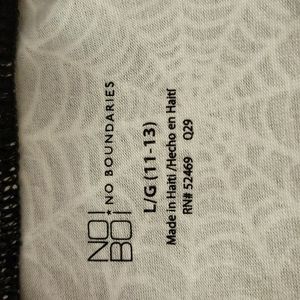 NO!
BO!
NO BOUNDARIES
L/G (11-13)
Made in Haiti /Hecho en Haití
RN# 52469 Q29